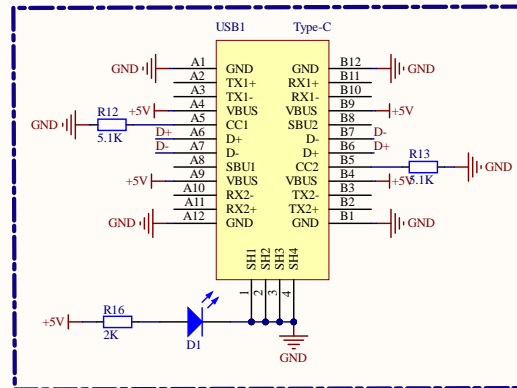 USB1 Type-C
GND A1 GND GND B12 GND
A2 TX1+ RX1+ B11
A3 TX1- RX1- B10
+5V A4 VBUS VBUS B9 +5V
R12 A5 CC1 SBU2 B8
GND 5.1K
D+ A6 D+ D- B7 D-
D- A7 D- D+ B6 D+
A8 SBU1 CC2 B5 R13
+5V A9 VBUS VBUS B4 +5V 5.1K GND
A10 RX2- TX2- B3
A11 RX2+ TX2+ B2
GND A12 GND GND B1 GND
SH1 SH2 SH3 SH4
1 2 3 4
R16
+5V
2K D1
GND